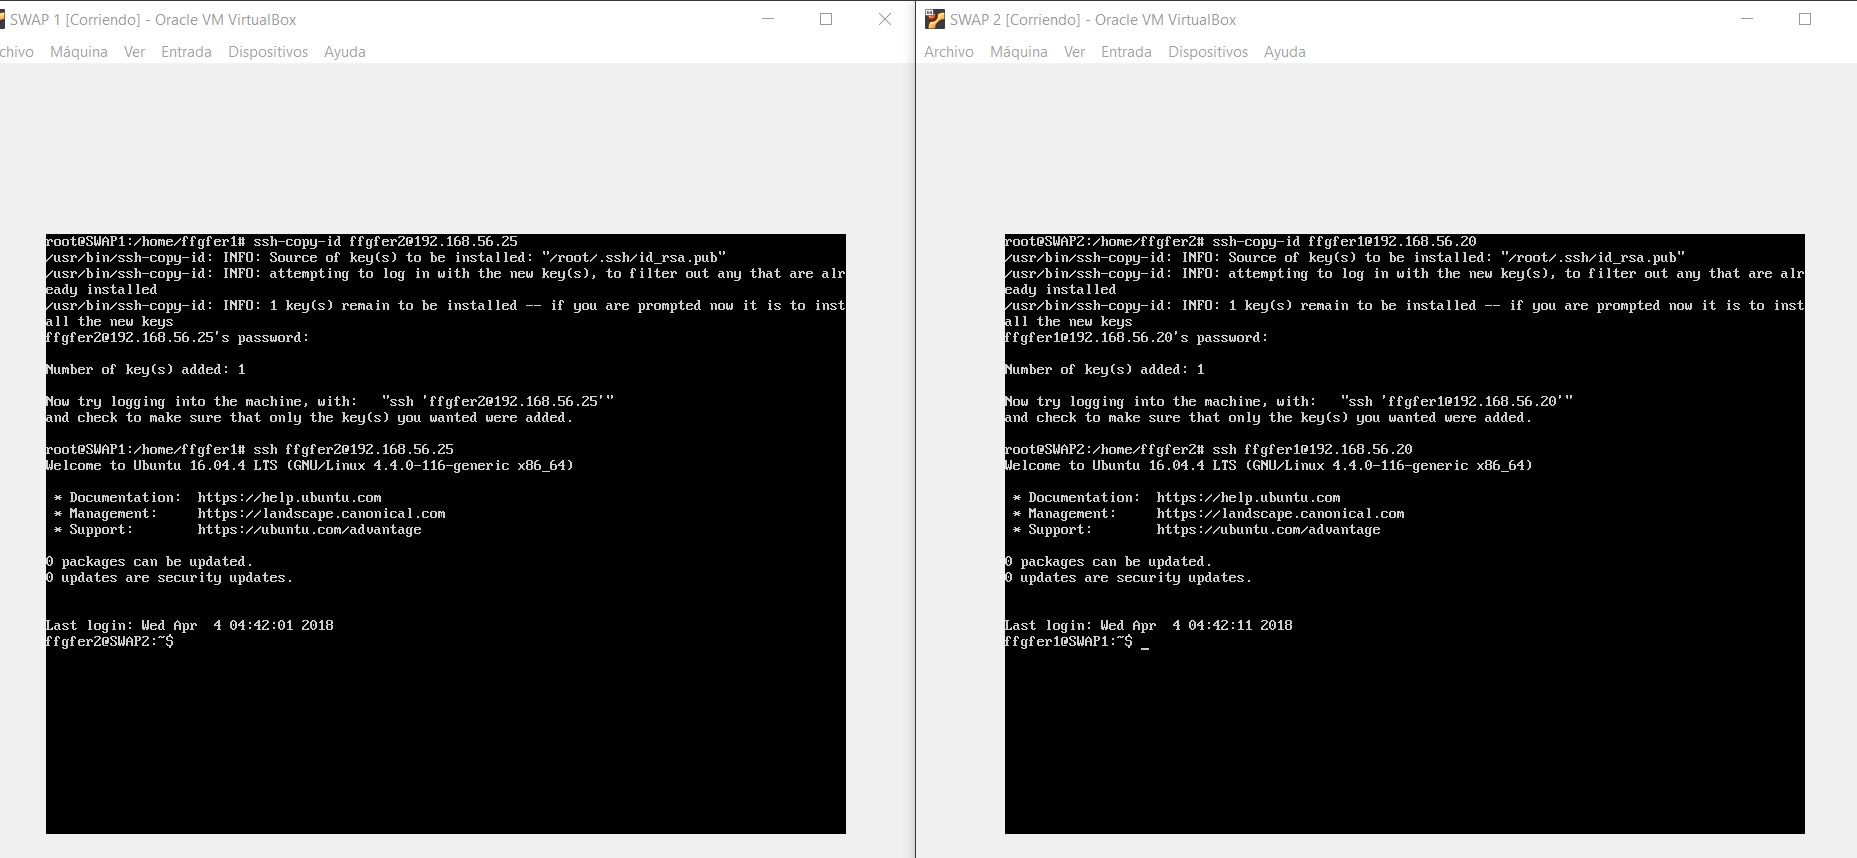 SWAP 1 [Corriendo] - Oracle VM VirtualBox
chivo Máquina Ver Entrada Dispositivos Ayuda
root@SWAP1:/home/ffgfer1# ssh-copy-id ffgfer2@192.168.56.25
/usr/bin/ssh-copy-id: INFO: Source of key(s) to be installed: "/root/.ssh/id_rsa.pub"
/usr/bin/ssh-copy-id: INFO: attempting to log in with the new key(s), to filter out any that are alr
eady installed
/usr/bin/ssh-copy-id: INFO: 1 key(s) remain to be installed -- if you are prompted now it is to inst
all the new keys
ffgfer2@192.168.56.25's password:
Number of key(s) added: 1
Now try logging into the machine, with:   "ssh 'ffgfer2@192.168.56.25'"
and check to make sure that only the key(s) you wanted were added.
root@SWAP1:/home/ffgfer1# ssh ffgfer2@192.168.56.25
Welcome to Ubuntu 16.04.4 LTS (GNU/Linux 4.4.0-116-generic x86_64)
* Documentation:  https://help.ubuntu.com
* Management:     https://landscape.canonical.com
* Support:        https://ubuntu.com/advantage
0 packages can be updated.
0 updates are security updates.
Last login: Wed Apr  4 04:42:01 2018
ffgfer2@SWAP2:~$
SWAP 2 [Corriendo] - Oracle VM VirtualBox
Archivo Máquina Ver Entrada Dispositivos Ayuda
root@SWAP2:/home/ffgfer2# ssh-copy-id ffgfer1@192.168.56.20
/usr/bin/ssh-copy-id: INFO: Source of key(s) to be installed: "/root/.ssh/id_rsa.pub"
/usr/bin/ssh-copy-id: INFO: attempting to log in with the new key(s), to filter out any that are alr
eady installed
/usr/bin/ssh-copy-id: INFO: 1 key(s) remain to be installed -- if you are prompted now it is to inst
all the new keys
ffgfer1@192.168.56.20's password:
Number of key(s) added: 1
Now try logging into the machine, with:   "ssh 'ffgfer1@192.168.56.20'"
and check to make sure that only the key(s) you wanted were added.
root@SWAP2:/home/ffgfer2# ssh ffgfer1@192.168.56.20
Welcome to Ubuntu 16.04.4 LTS (GNU/Linux 4.4.0-116-generic x86_64)
* Documentation:  https://help.ubuntu.com
* Management:     https://landscape.canonical.com
* Support:        https://ubuntu.com/advantage
0 packages can be updated.
0 updates are security updates.
Last login: Wed Apr  4 04:42:11 2018
ffgfer1@SWAP1:~$ _